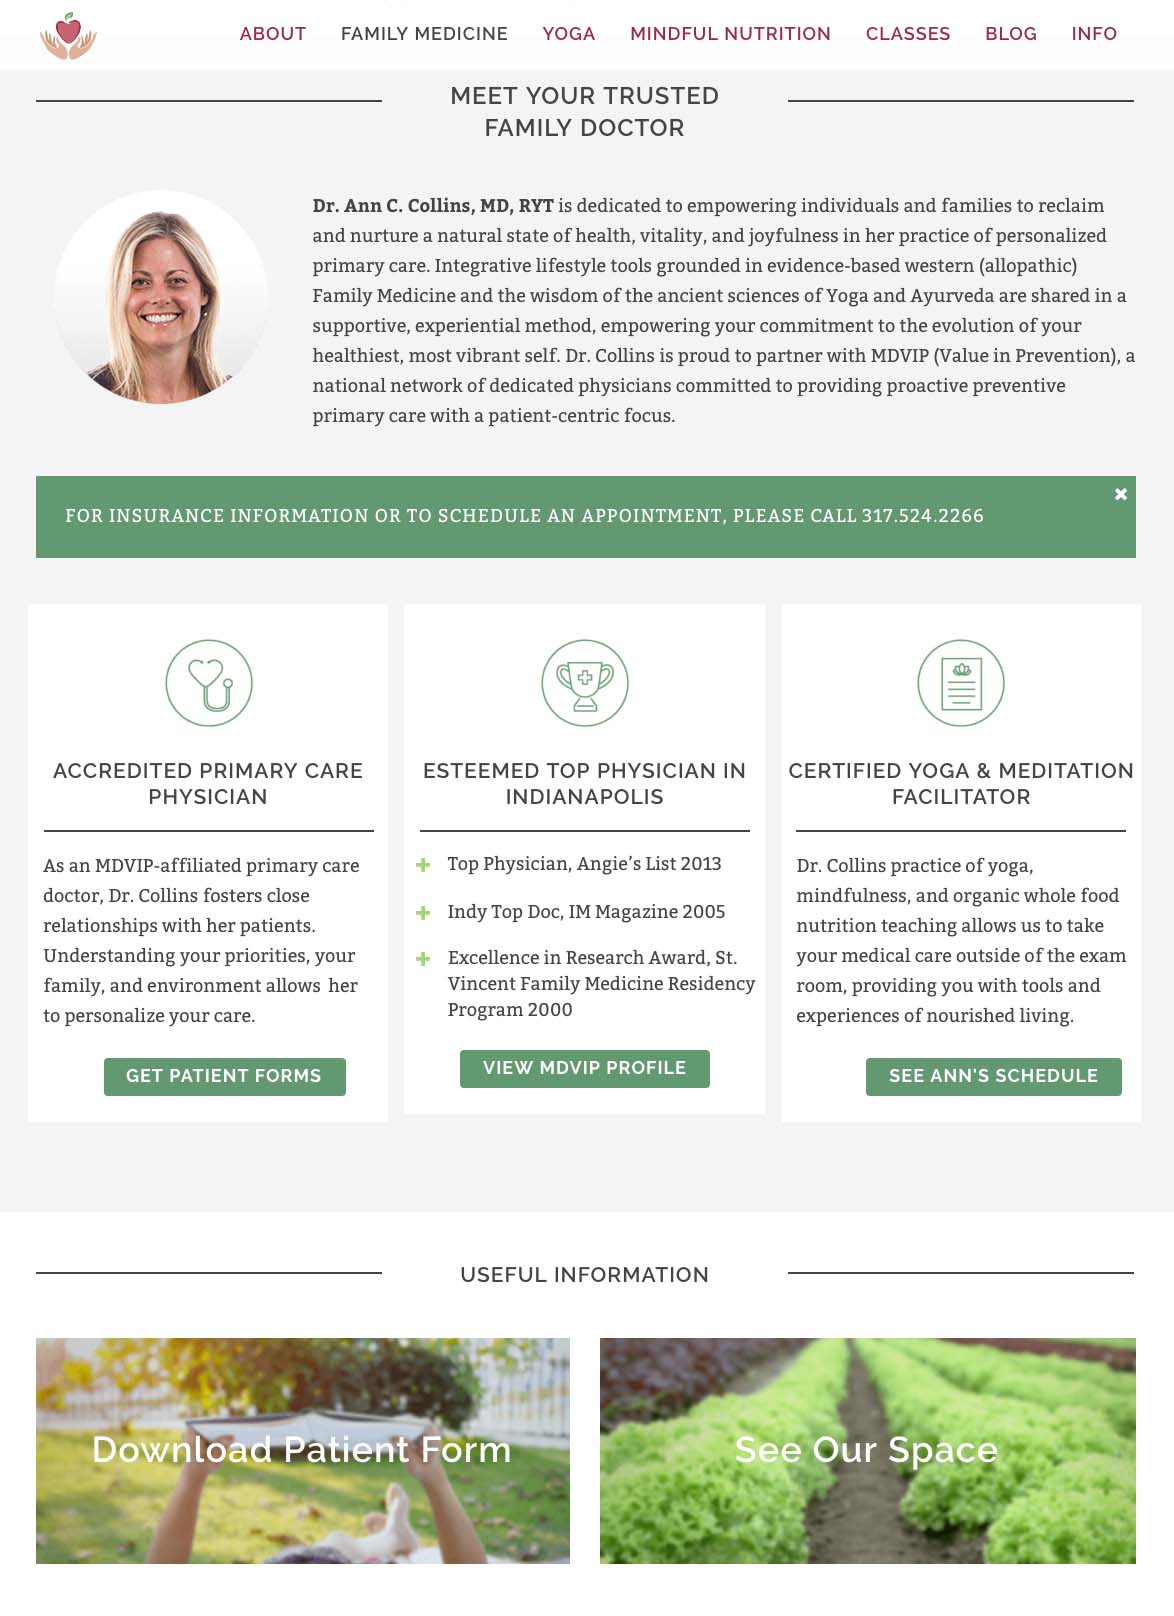 ABOUT FAMILY MEDICINE YOGA MINDFUL NUTRITION CLASSES BLOG INFO
MEET YOUR TRUSTED
FAMILY DOCTOR
Dr. Ann C. Collins, MD, RYT is dedicated to empowering individuals and families to reclaim
and nurture a natural state of health, vitality, and joyfulness in her practice of personalized
primary care. Integrative lifestyle tools grounded in evidence-based western (allopathic)
Family Medicine and the wisdom of the ancient sciences of Yoga and Ayurveda are shared in a
supportive, experiential method, empowering your commitment to the evolution of your
healthiest, most vibrant self. Dr. Collins is proud to partner with MDVIP (Value in Prevention), a
national network of dedicated physicians committed to providing proactive preventive
primary care with a patient-centric focus.
FOR INSURANCE INFORMATION OR TO SCHEDULE AN APPOINTMENT, PLEASE CALL 317.524.2266
ACCREDITED PRIMARY CARE
PHYSICIAN
As an MDVIP-affiliated primary care
doctor, Dr. Collins fosters close
relationships with her patients.
Understanding your priorities, your
family, and environment allows her
to personalize your care.
GET PATIENT FORMS
ESTEEMED TOP PHYSICIAN IN
INDIANAPOLIS
Top Physician, Angie's List 2013
Indy Top Doc, IM Magazine 2005
Excellence in Research Award, St.
Vincent Family Medicine Residency
Program 2000
VIEW MDVIP PROFILE
CERTIFIED YOGA & MEDITATION
FACILITATOR
Dr. Collins practice of yoga,
mindfulness, and organic whole food
nutrition teaching allows us to take
your medical care outside of the exam
room, providing you with tools and
experiences of nourished living.
SEE ANN'S SCHEDULE
USEFUL INFORMATION
Download Patient Form
See Our Space